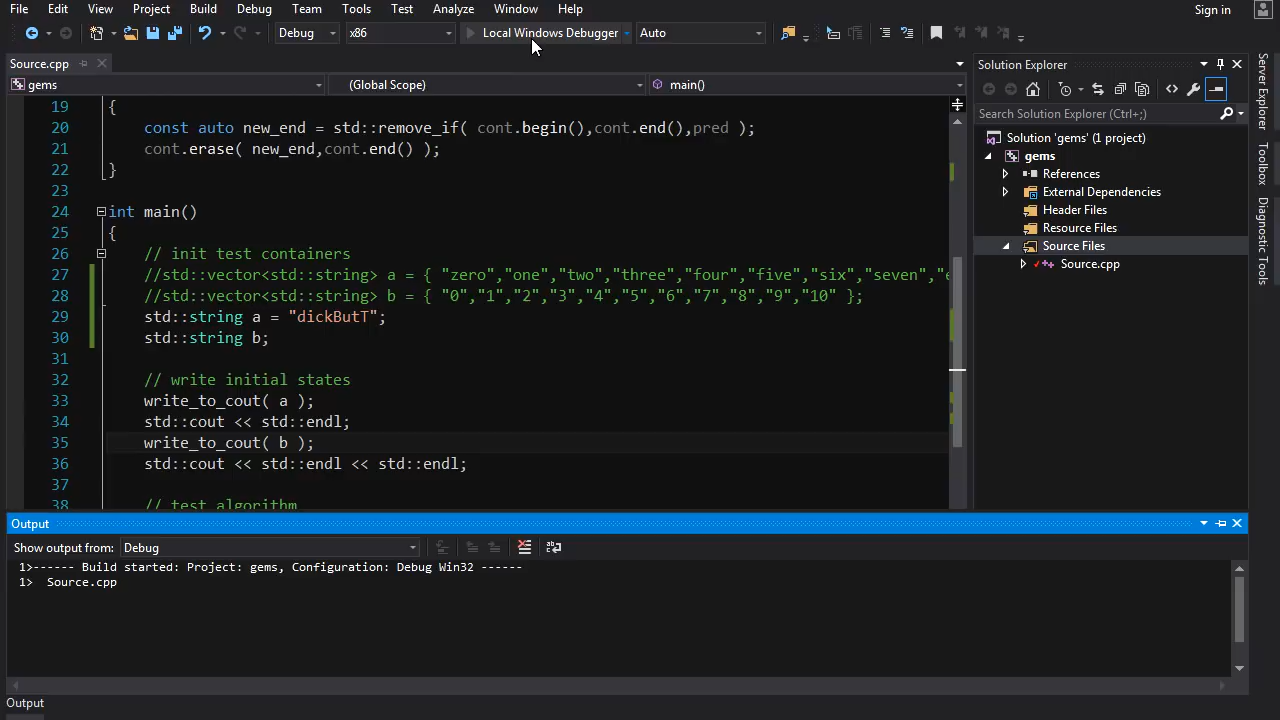 File Edit View Project Build Debug Team Tools Test Analyze Window Help Sign in
Debug x86 Local Windows Debugger Auto
Source.cpp
gems (Global Scope) main()
19 {
20 const auto new_end = std::remove_if( cont.begin(),cont.end(),pred );
21 cont.erase( new_end,cont.end() );
22 }
23
24 int main()
25 {
26 // init test containers
27 //std::vector<std::string> a = { "zero","one","two","three","four","five","six","seven","e
28 //std::vector<std::string> b = { "0","1","2","3","4","5","6","7","8","9","10" };
29 std::string a = "dickButT";
30 std::string b;
31
32 // write initial states
33 write_to_cout( a );
34 std::cout << std::endl;
35 write_to_cout( b );
36 std::cout << std::endl << std::endl;
37
38 // test algorithm
Solution Explorer
Search Solution Explorer (Ctrl+;)
Solution 'gems' (1 project)
gems
References
External Dependencies
Header Files
Resource Files
Source Files
Source.cpp
Server Explorer
Toolbox
Diagnostic Tools
Output
Show output from: Debug
1>------ Build started: Project: gems, Configuration: Debug Win32 ------
1> Source.cpp
Output